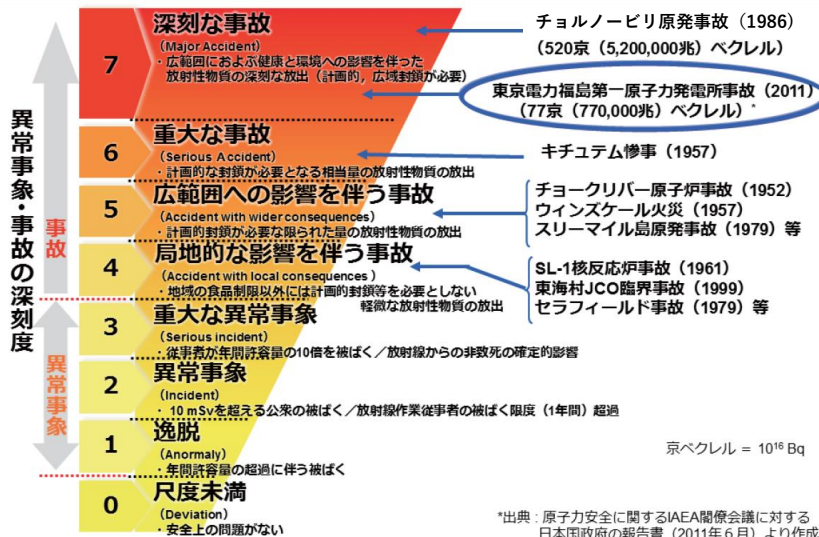 異常事象・事故の深刻度
事故
異常事象
7
深刻な事故
(Major Accident)
・広範囲におよぶ健康と環境への影響を伴った
放射性物質の深刻な放出（計画的，広域封鎖が必要）
チョルノービリ原発事故（1986）
（520京（5,200,000兆）ベクレル）
東京電力福島第一原子力発電所事故（2011）
（77京（770,000兆）ベクレル）*
6
重大な事故
(Serious Accident)
・計画的な封鎖が必要となる相当量の放射性物質の放出
キチュテム惨事（1957）
5
広範囲への影響を伴う事故
(Accident with wider consequences)
・計画的封鎖が必要な限られた量の放射性物質の放出
チョークリバー原子炉事故（1952）
ウィンズケール火災（1957）
スリーマイル島原発事故（1979）等
4
局地的な影響を伴う事故
(Accident with local consequences )
・地域の食品制限以外には計画的封鎖等を必要としない
軽微な放射性物質の放出
SL-1核反応炉事故（1961）
東海村JCO臨界事故（1999）
セラフィールド事故（1979）等
3
重大な異常事象
(Serious incident)
・従事者が年間許容量の10倍を被ばく／放射線からの非致死の確定的影響
2
異常事象
(Incident)
・10 mSvを超える公衆の被ばく／放射線作業従事者の被ばく限度（1年間）超過
1
逸脱
(Anormaly)
・年間許容量の超過に伴う被ばく
京ベクレル = 10¹⁶ Bq
0
尺度未満
(Deviation)
・安全上の問題がない
*出典：原子力安全に関するIAEA閣僚会議に対する
日本国政府の報告書（2011年６月）より作成